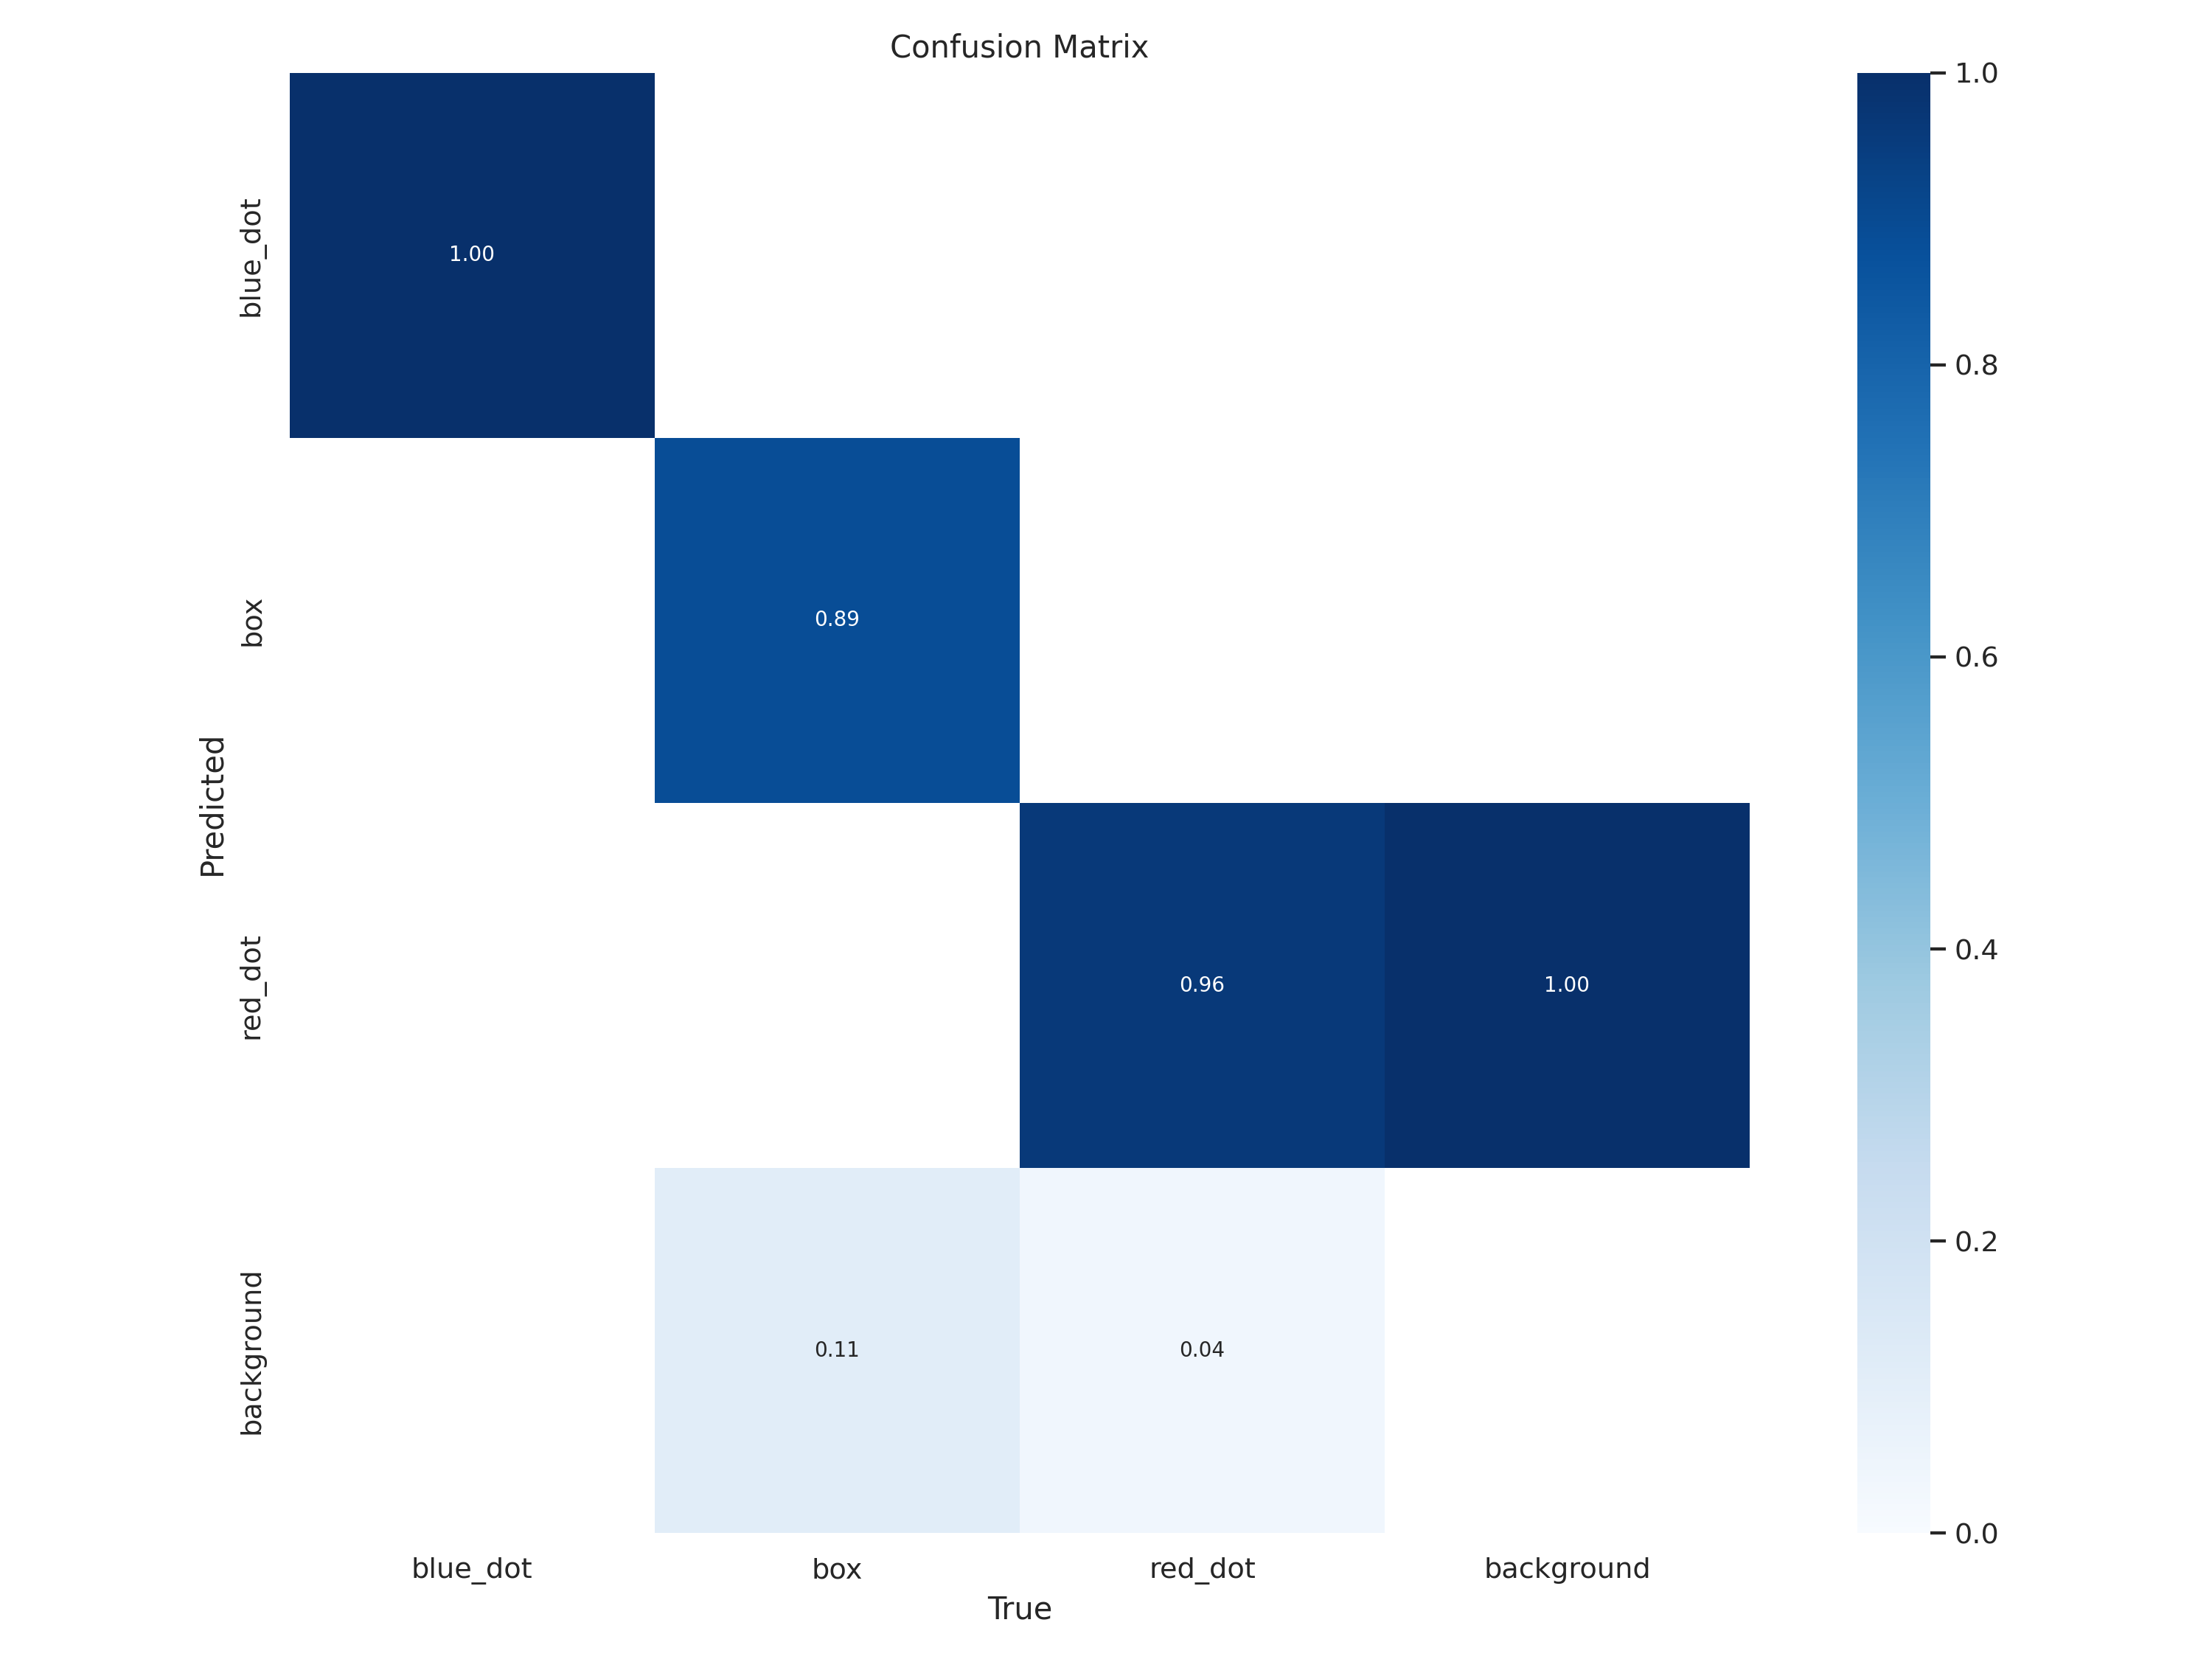 Confusion Matrix
blue_dot
box
red_dot
background
Predicted
1.00
0.89
0.96
1.00
0.11
0.04
blue_dot
box
red_dot
background
True
1.0
0.8
0.6
0.4
0.2
0.0